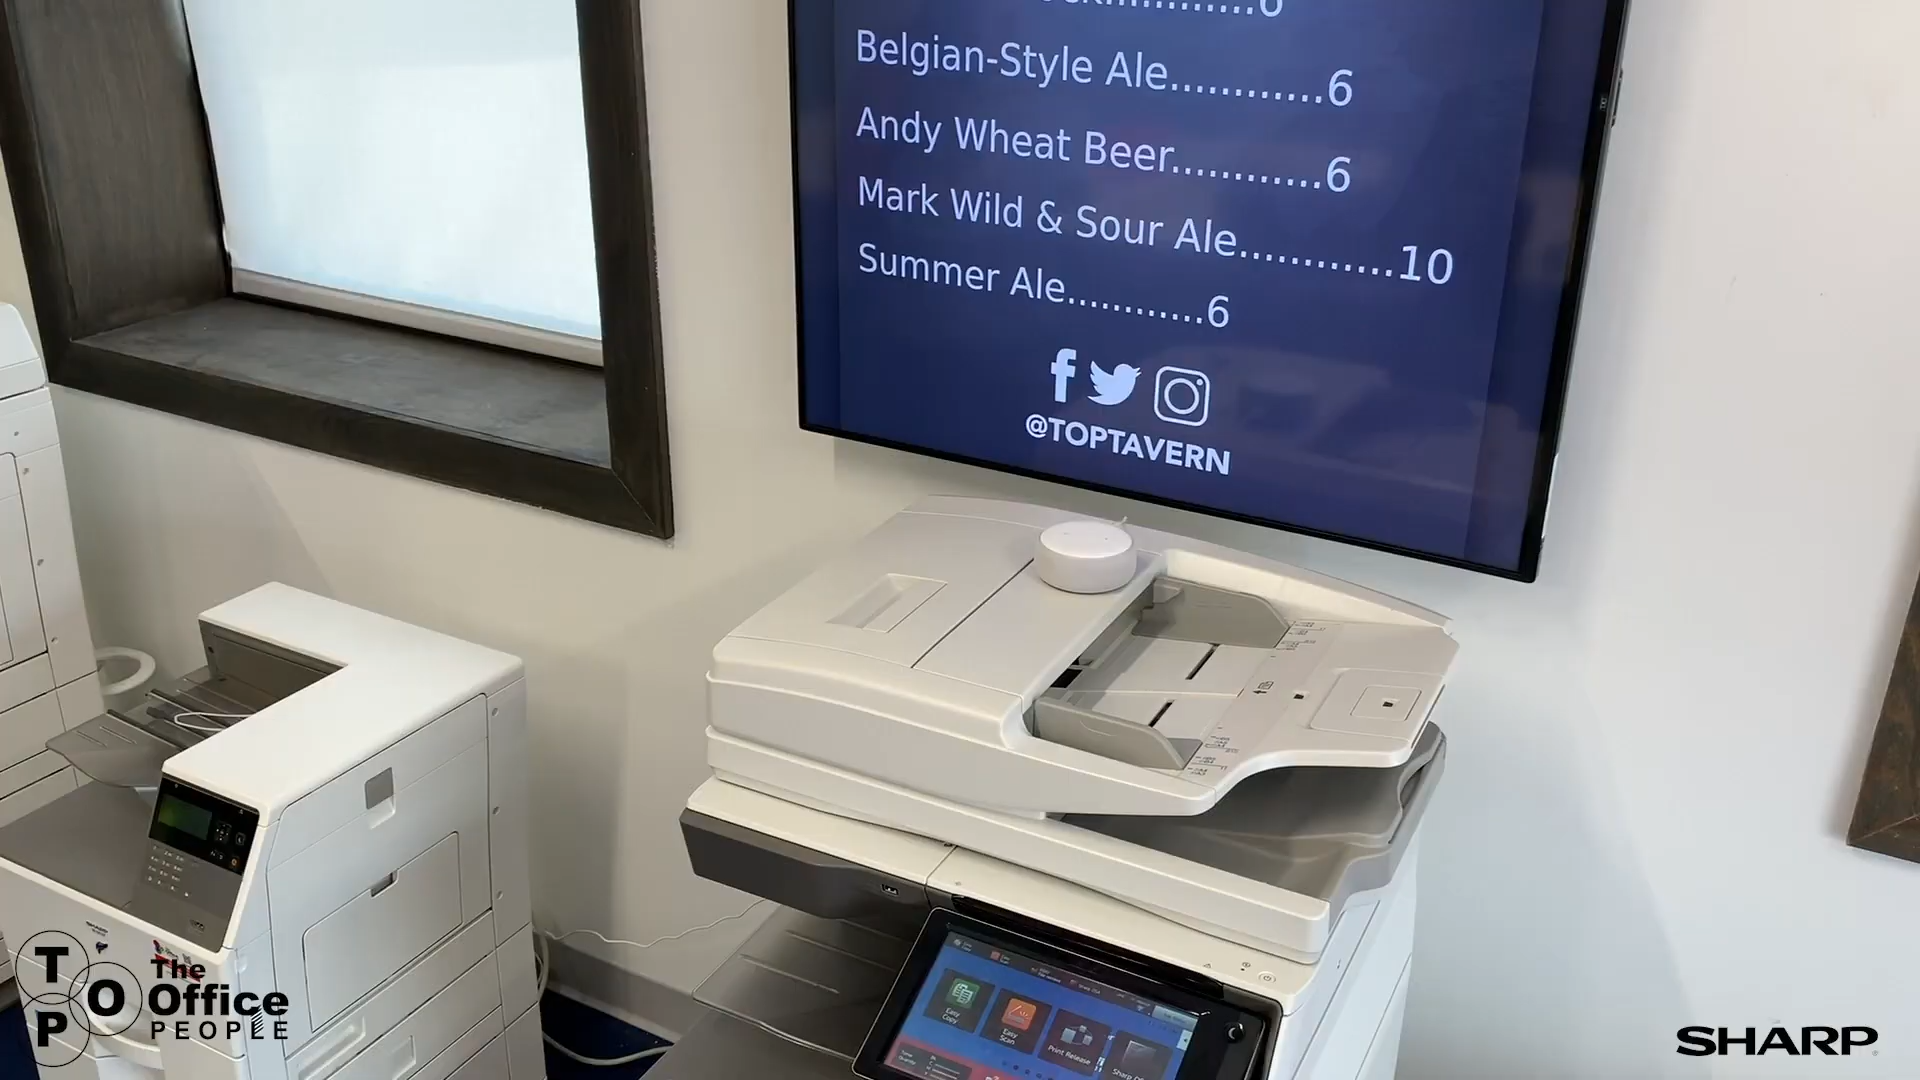 Belgian-Style Ale............6
Andy Wheat Beer............6
Mark Wild & Sour Ale............10
Summer Ale...........6
@TOPTAVERN
Easy Copy
Easy Scan
Print Release
TOP The Office PEOPLE
SHARP